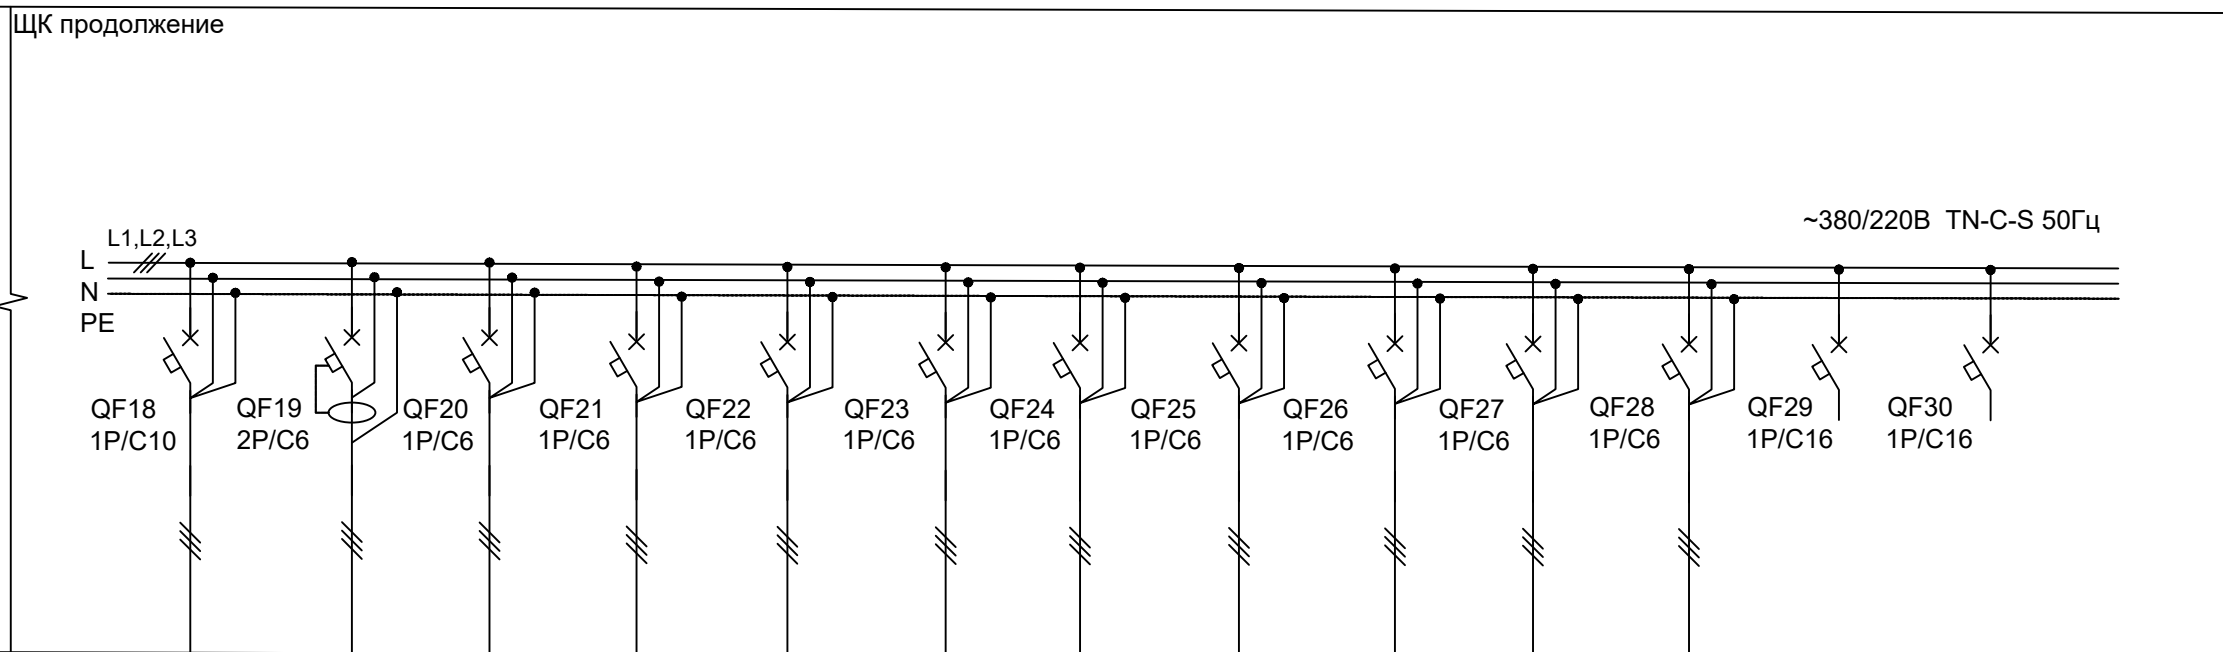 ЩК продолжение
~380/220В TN-C-S 50Гц
L1,L2,L3
L
N
PE
QF18
1P/C10
QF19
2P/C6
QF20
1P/C6
QF21
1P/C6
QF22
1P/C6
QF23
1P/C6
QF24
1P/C6
QF25
1P/C6
QF26
1P/C6
QF27
1P/C6
QF28
1P/C6
QF29
1P/C16
QF30
1P/C16